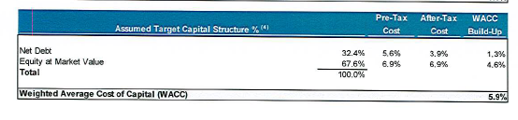 Pre-Tax After-Tax WACC
Assumed Target Capital Structure % (4) Cost Cost Build-Up
Net Debt 32.4% 5.6% 3.9% 1.3%
Equity at Market Value 67.6% 6.9% 6.9% 4.6%
Total 100.0%
Weighted Average Cost of Capital (WACC) 5.9%